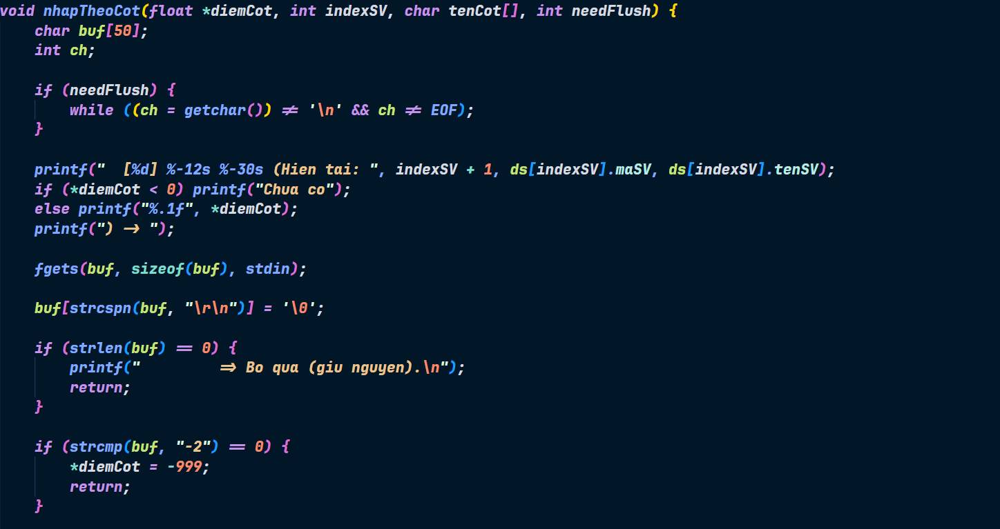 void nhapTheoCot(float *diemCot, int indexSV, char tenCot[], int needFlush) {
    char buf[50];
    int ch;

    if (needFlush) {
        while ((ch = getchar()) != '\n' && ch != EOF);
    }

    printf("  [%d] %-12s %-30s (Hien tai: ", indexSV + 1, ds[indexSV].maSV, ds[indexSV].tenSV);
    if (*diemCot < 0) printf("Chua co");
    else printf("%.1f", *diemCot);
    printf(") -> ");

    fgets(buf, sizeof(buf), stdin);

    buf[strcspn(buf, "\r\n")] = '\0';

    if (strlen(buf) == 0) {
        printf("         => Bo qua (giu nguyen).\n");
        return;
    }

    if (strcmp(buf, "-2") == 0) {
        *diemCot = -999;
        return;
    }